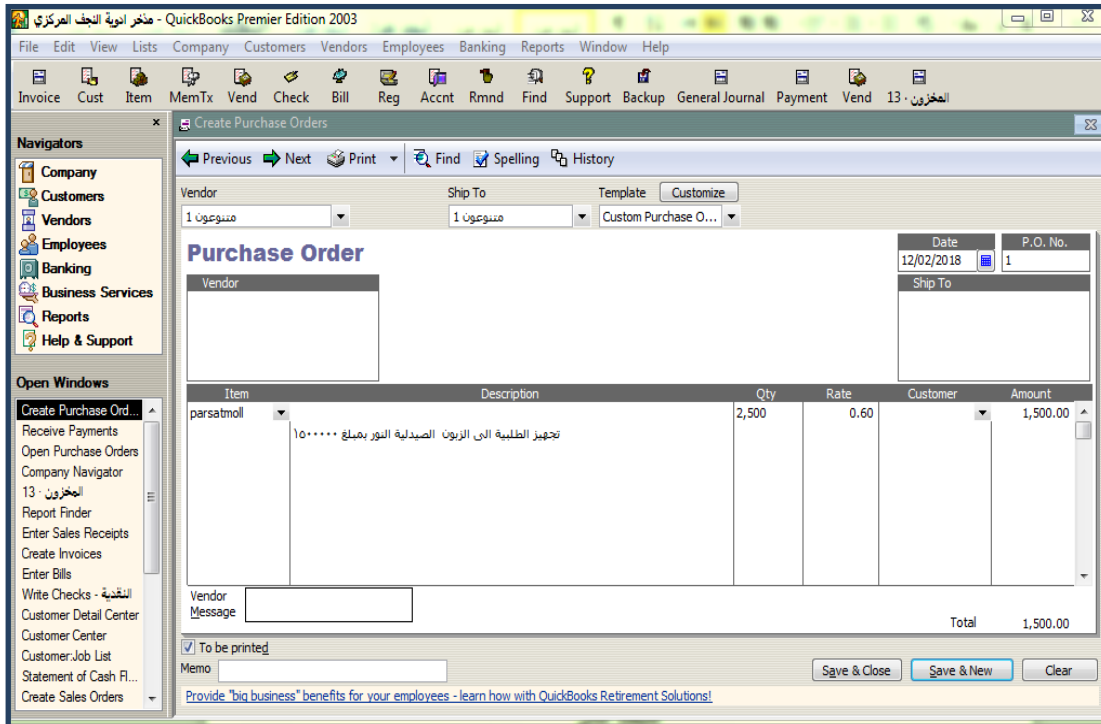 مذخر ادوية النجف المركزي - QuickBooks Premier Edition 2003
File Edit View Lists Company Customers Vendors Employees Banking Reports Window Help
Invoice Cust Item MemTx Vend Check Bill Reg Accnt Rmnd Find Support Backup General Journal Payment Vend المخزون · 13
Create Purchase Orders
Navigators
Company
Customers
Vendors
Employees
Banking
Business Services
Reports
Help & Support
Open Windows
Create Purchase Ord...
Receive Payments
Open Purchase Orders
Company Navigator
المخزون · 13
Report Finder
Enter Sales Receipts
Create Invoices
Enter Bills
Write Checks - النقدية
Customer Detail Center
Customer Center
Customer:Job List
Statement of Cash Fl...
Create Sales Orders
Previous Next Print Find Spelling History
Vendor Ship To Template Customize
متنوعون 1 متنوعون 1 Custom Purchase O...
Purchase Order
Date P.O. No.
12/02/2018 1
Vendor Ship To
Item Description Qty Rate Customer Amount
parsatmoll 2,500 0.60 1,500.00
تجهيز الطلبية الى الزبون الصيدلية النور بمبلغ ١٥٠٠٠٠٠
Vendor
Message
Total 1,500.00
To be printed
Memo
Save & Close Save & New Clear
Provide "big business" benefits for your employees - learn how with QuickBooks Retirement Solutions!